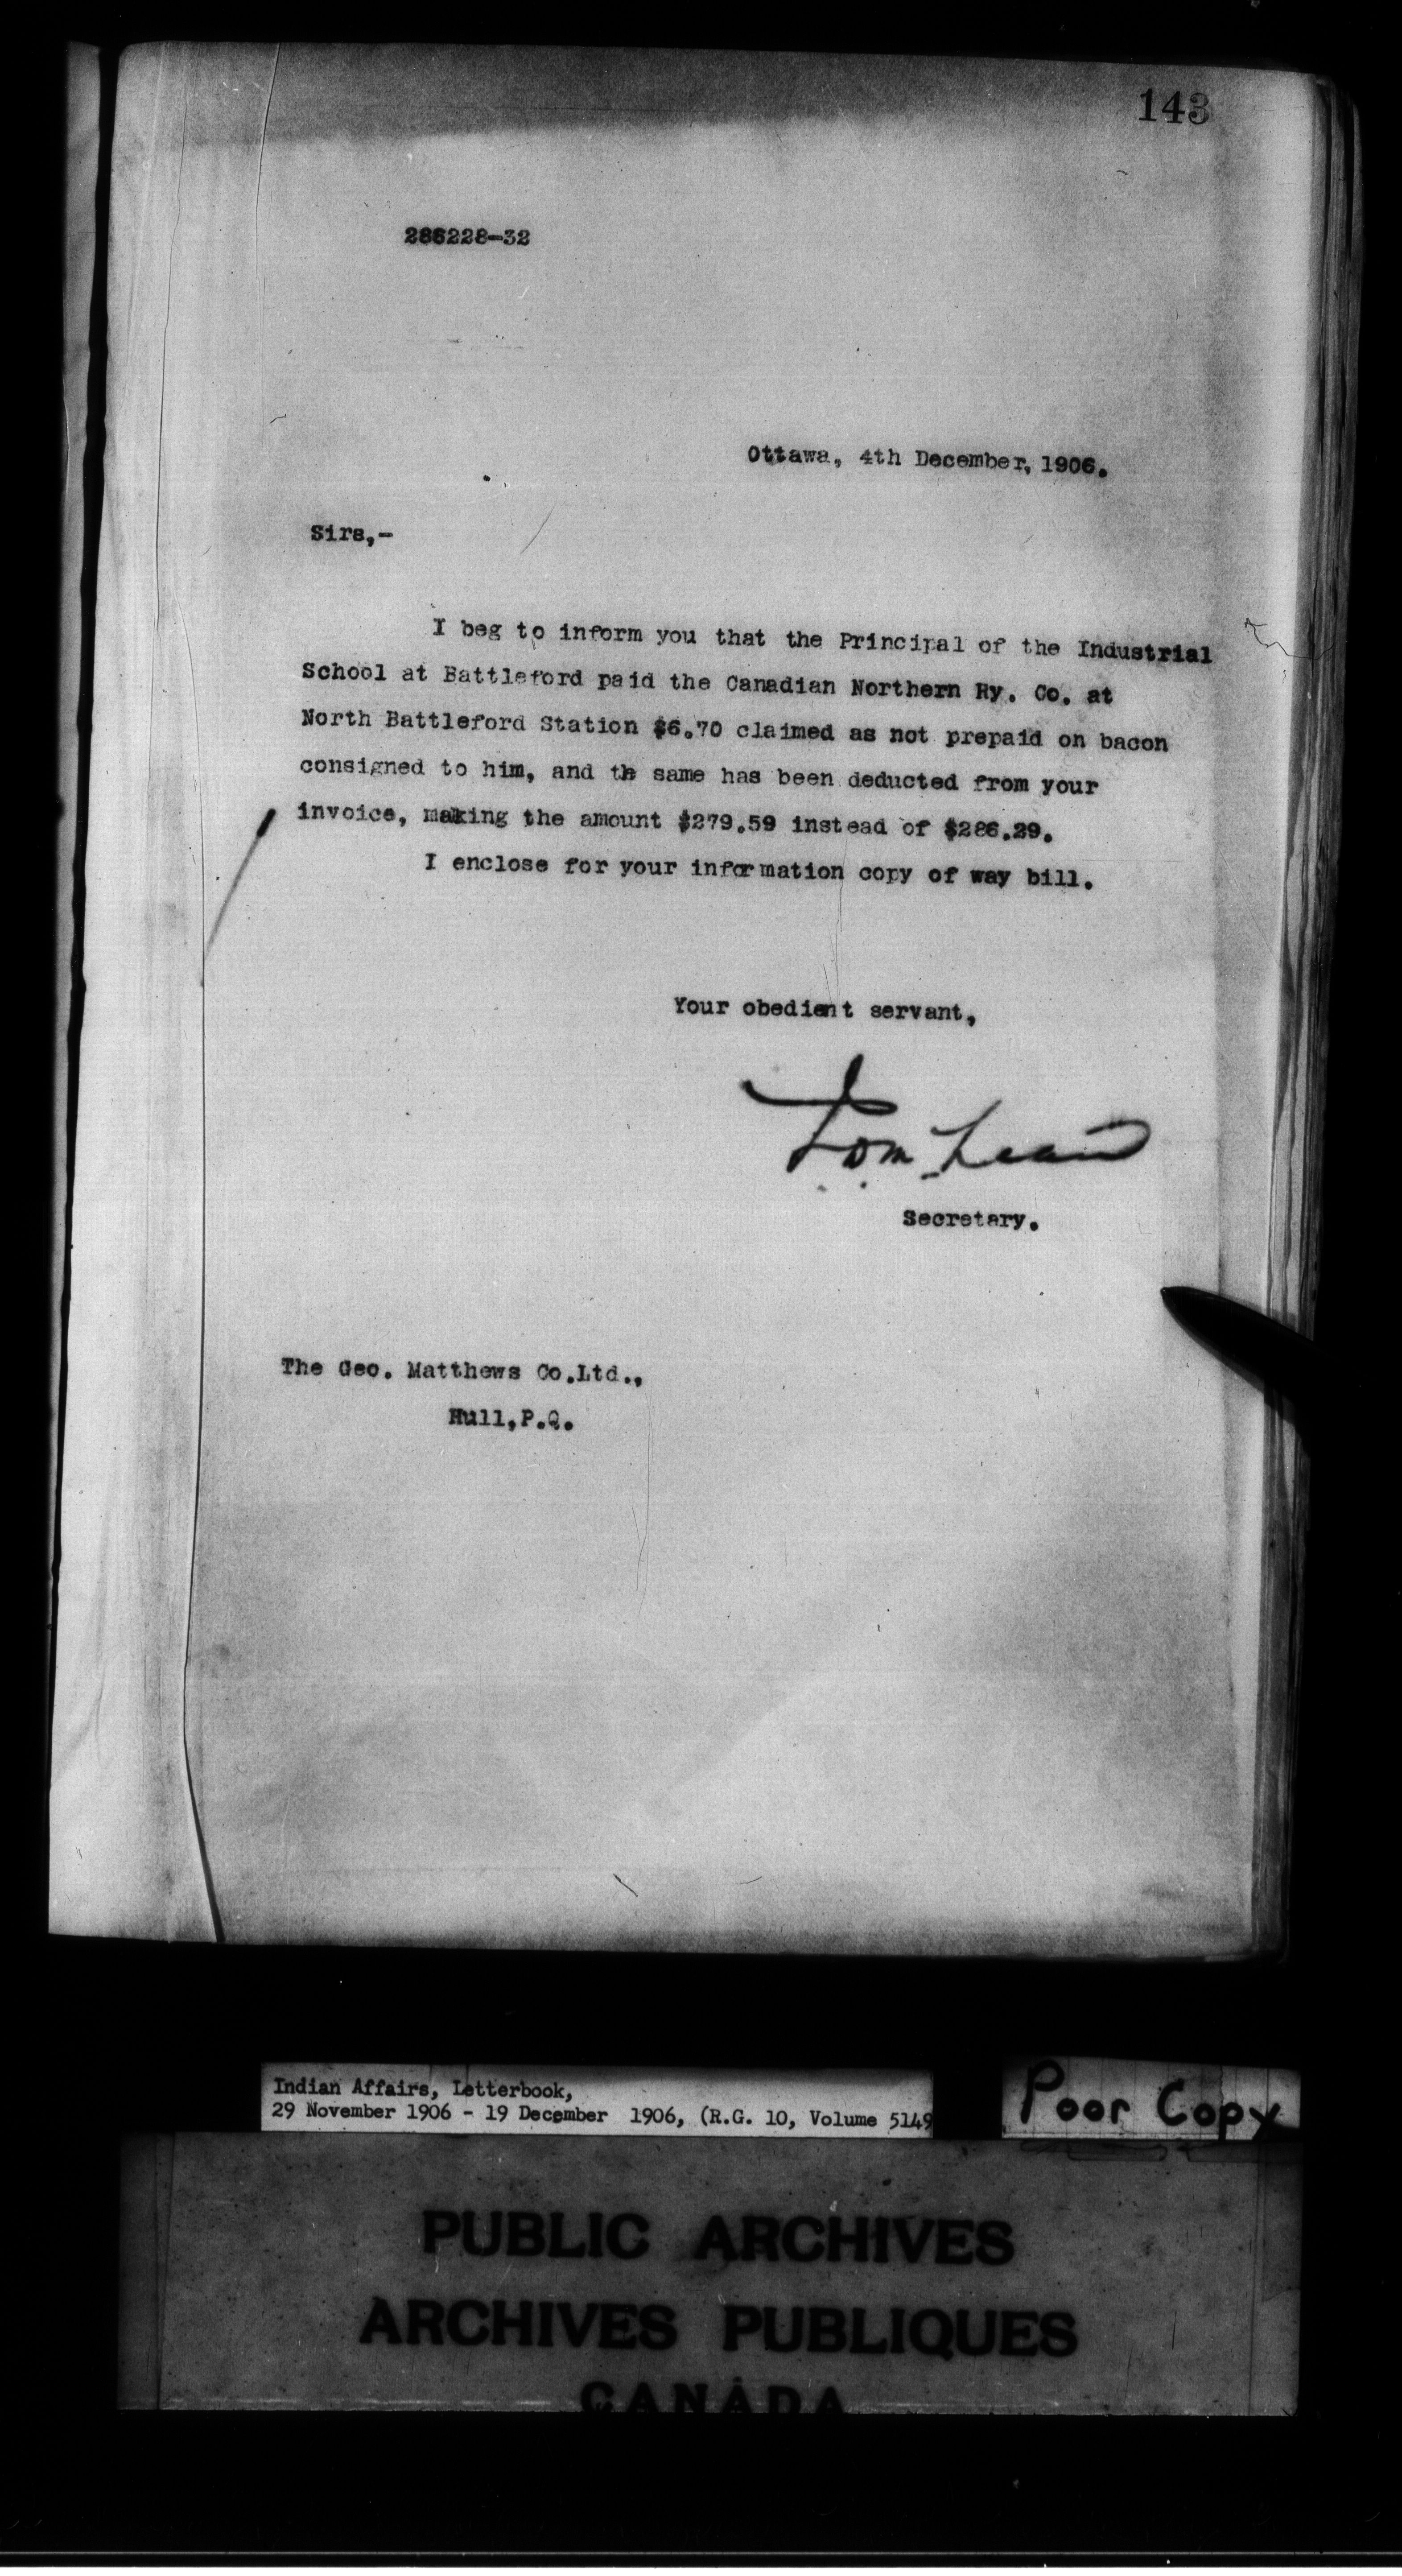 143
286228-32
Ottawa, 4th December, 1906.
Sirs,-
I beg to inform you that the Principal of the Industrial
School at Battleford paid the Canadian Northern Ry. Co. at
North Battleford Station $6.70 claimed as not prepaid on bacon
consigned to him, and the same has been deducted from your
invoice, making the amount $279.59 instead of $286.29.
I enclose for your information copy of way bill.
Your obedient servant,
Secretary.
The Geo. Matthews Co.Ltd.,
Hull,P.Q.
Indian Affairs, Letterbook,
29 November 1906 - 19 December 1906, (R.G. 10, Volume 5149
Poor Copy
PUBLIC ARCHIVES
ARCHIVES PUBLIQUES
CANADA